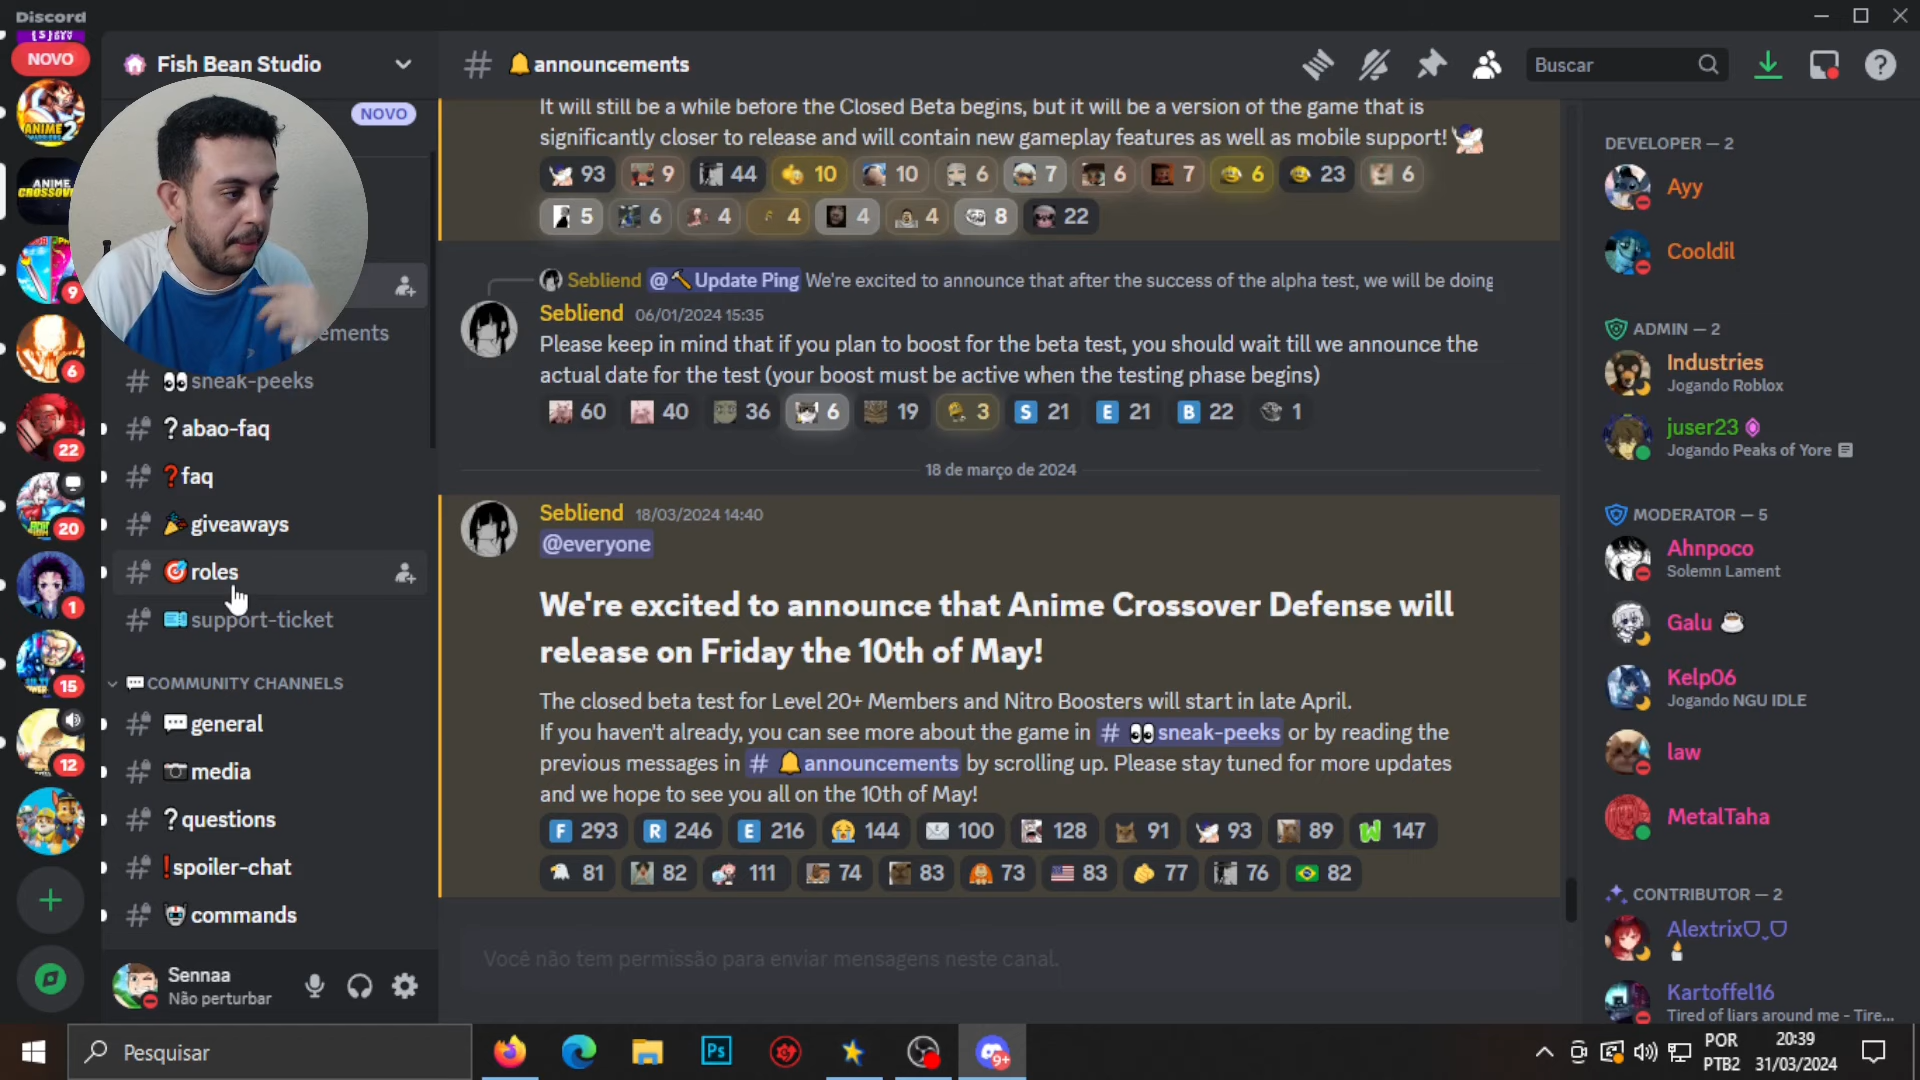 Discord
NOVO
Fish Bean Studio
NOVO
ements
sneak-peeks
abao-faq
faq
giveaways
roles
support-ticket
COMMUNITY CHANNELS
general
media
questions
spoiler-chat
commands
Sennaa
Não perturbar
ANIME 2
ANIME
CROSSOVER
9
6
22
20
1
15
12
# announcements
Buscar
It will still be a while before the Closed Beta begins, but it will be a version of the game that is
significantly closer to release and will contain new gameplay features as well as mobile support!
93 9 44 10 10 6 7 6 7 6 23 6
5 6 4 4 4 4 8 22
Sebliend @ Update Ping We're excited to announce that after the success of the alpha test, we will be doing
Sebliend 06/01/2024 15:35
Please keep in mind that if you plan to boost for the beta test, you should wait till we announce the
actual date for the test (your boost must be active when the testing phase begins)
60 40 36 6 19 3 S 21 E 21 B 22 1
18 de março de 2024
Sebliend 18/03/2024 14:40
@everyone
We're excited to announce that Anime Crossover Defense will
release on Friday the 10th of May!
The closed beta test for Level 20+ Members and Nitro Boosters will start in late April.
If you haven't already, you can see more about the game in # sneak-peeks or by reading the
previous messages in # announcements by scrolling up. Please stay tuned for more updates
and we hope to see you all on the 10th of May!
F 293 R 246 E 216 144 100 128 91 93 89 147
81 82 111 74 83 73 83 77 76 82
Você não tem permissão para enviar mensagens neste canal.
DEVELOPER — 2
Ayy
Cooldil
ADMIN — 2
Industries
Jogando Roblox
juser23
Jogando Peaks of Yore
MODERATOR — 5
Ahnpoco
Solemn Lament
Galu
Kelp06
Jogando NGU IDLE
law
MetalTaha
CONTRIBUTOR — 2
Alextrix
Kartoffel16
Tired of liars around me - Tire...
Pesquisar
Ps
9+
POR
PTB2
20:39
31/03/2024